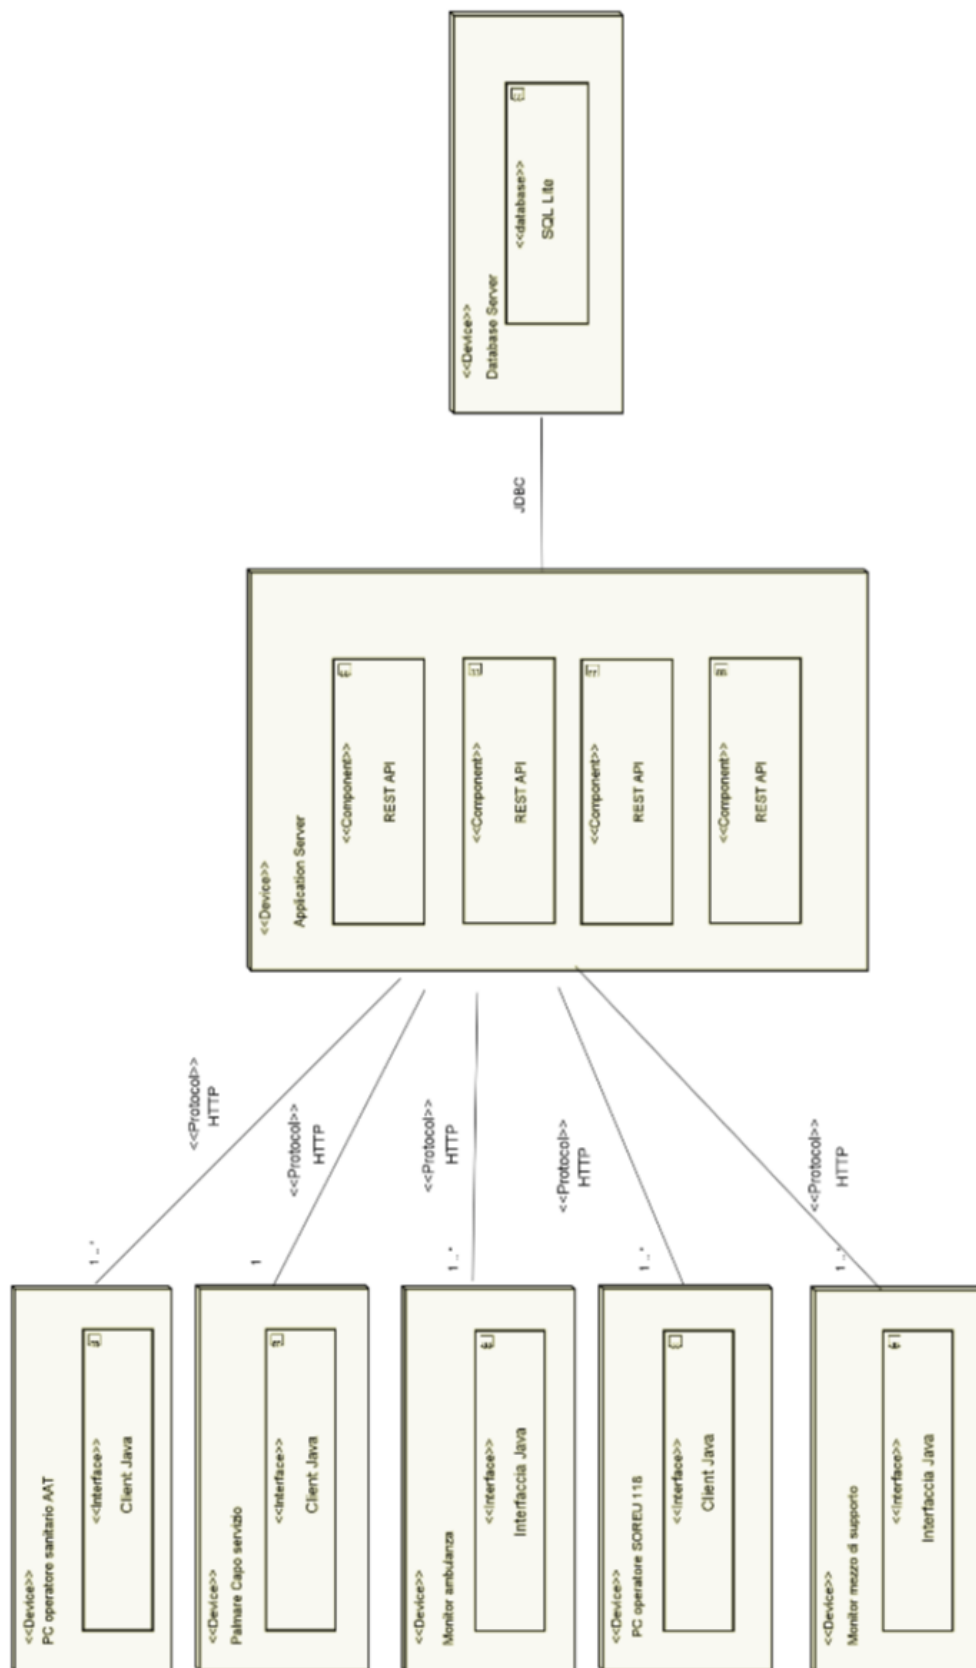 <<Device>>
PC operatore sanitario AAT
<<Interface>>
Client Java
<<Device>>
Palmare Capo servizio
<<Interface>>
Client Java
<<Device>>
Monitor ambulanza
<<Interface>>
Interfaccia Java
<<Device>>
PC operatore SOREU 118
<<Interface>>
Client Java
<<Device>>
Monitor mezzo di supporto
<<Interface>>
Interfaccia Java
1..*
<<Protocol>>
HTTP
1
<<Protocol>>
HTTP
1..*
<<Protocol>>
HTTP
1..*
<<Protocol>>
HTTP
1..*
<<Protocol>>
HTTP
<<Device>>
Application Server
<<Component>>
REST API
<<Component>>
REST API
<<Component>>
REST API
<<Component>>
REST API
JDBC
<<Device>>
Database Server
<<database>>
SQL Lite